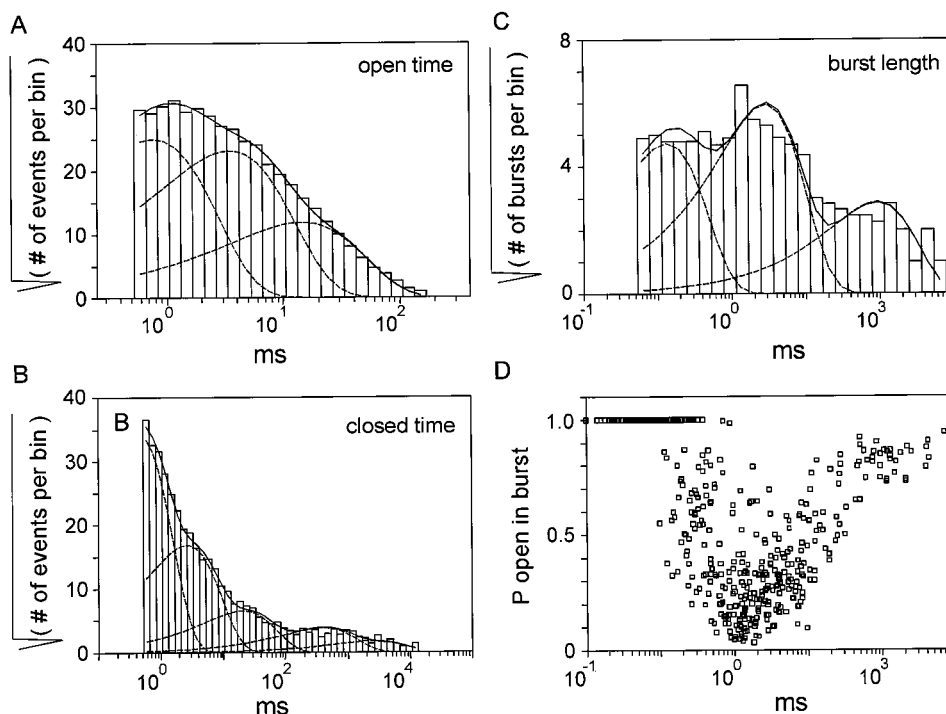 A
40
30
20
10
0
(# of events per bin)
open time
10^0
10^1
10^2
ms
C
8
4
0
(# of bursts per bin)
burst length
10^-1
10^0
10^3
ms
B
40
30
20
10
5
0
(# of events per bin)
B
closed time
10^0
10^2
10^4
ms
D
1.0
0.5
0
P open in burst
10^-1
10^0
10^3
ms